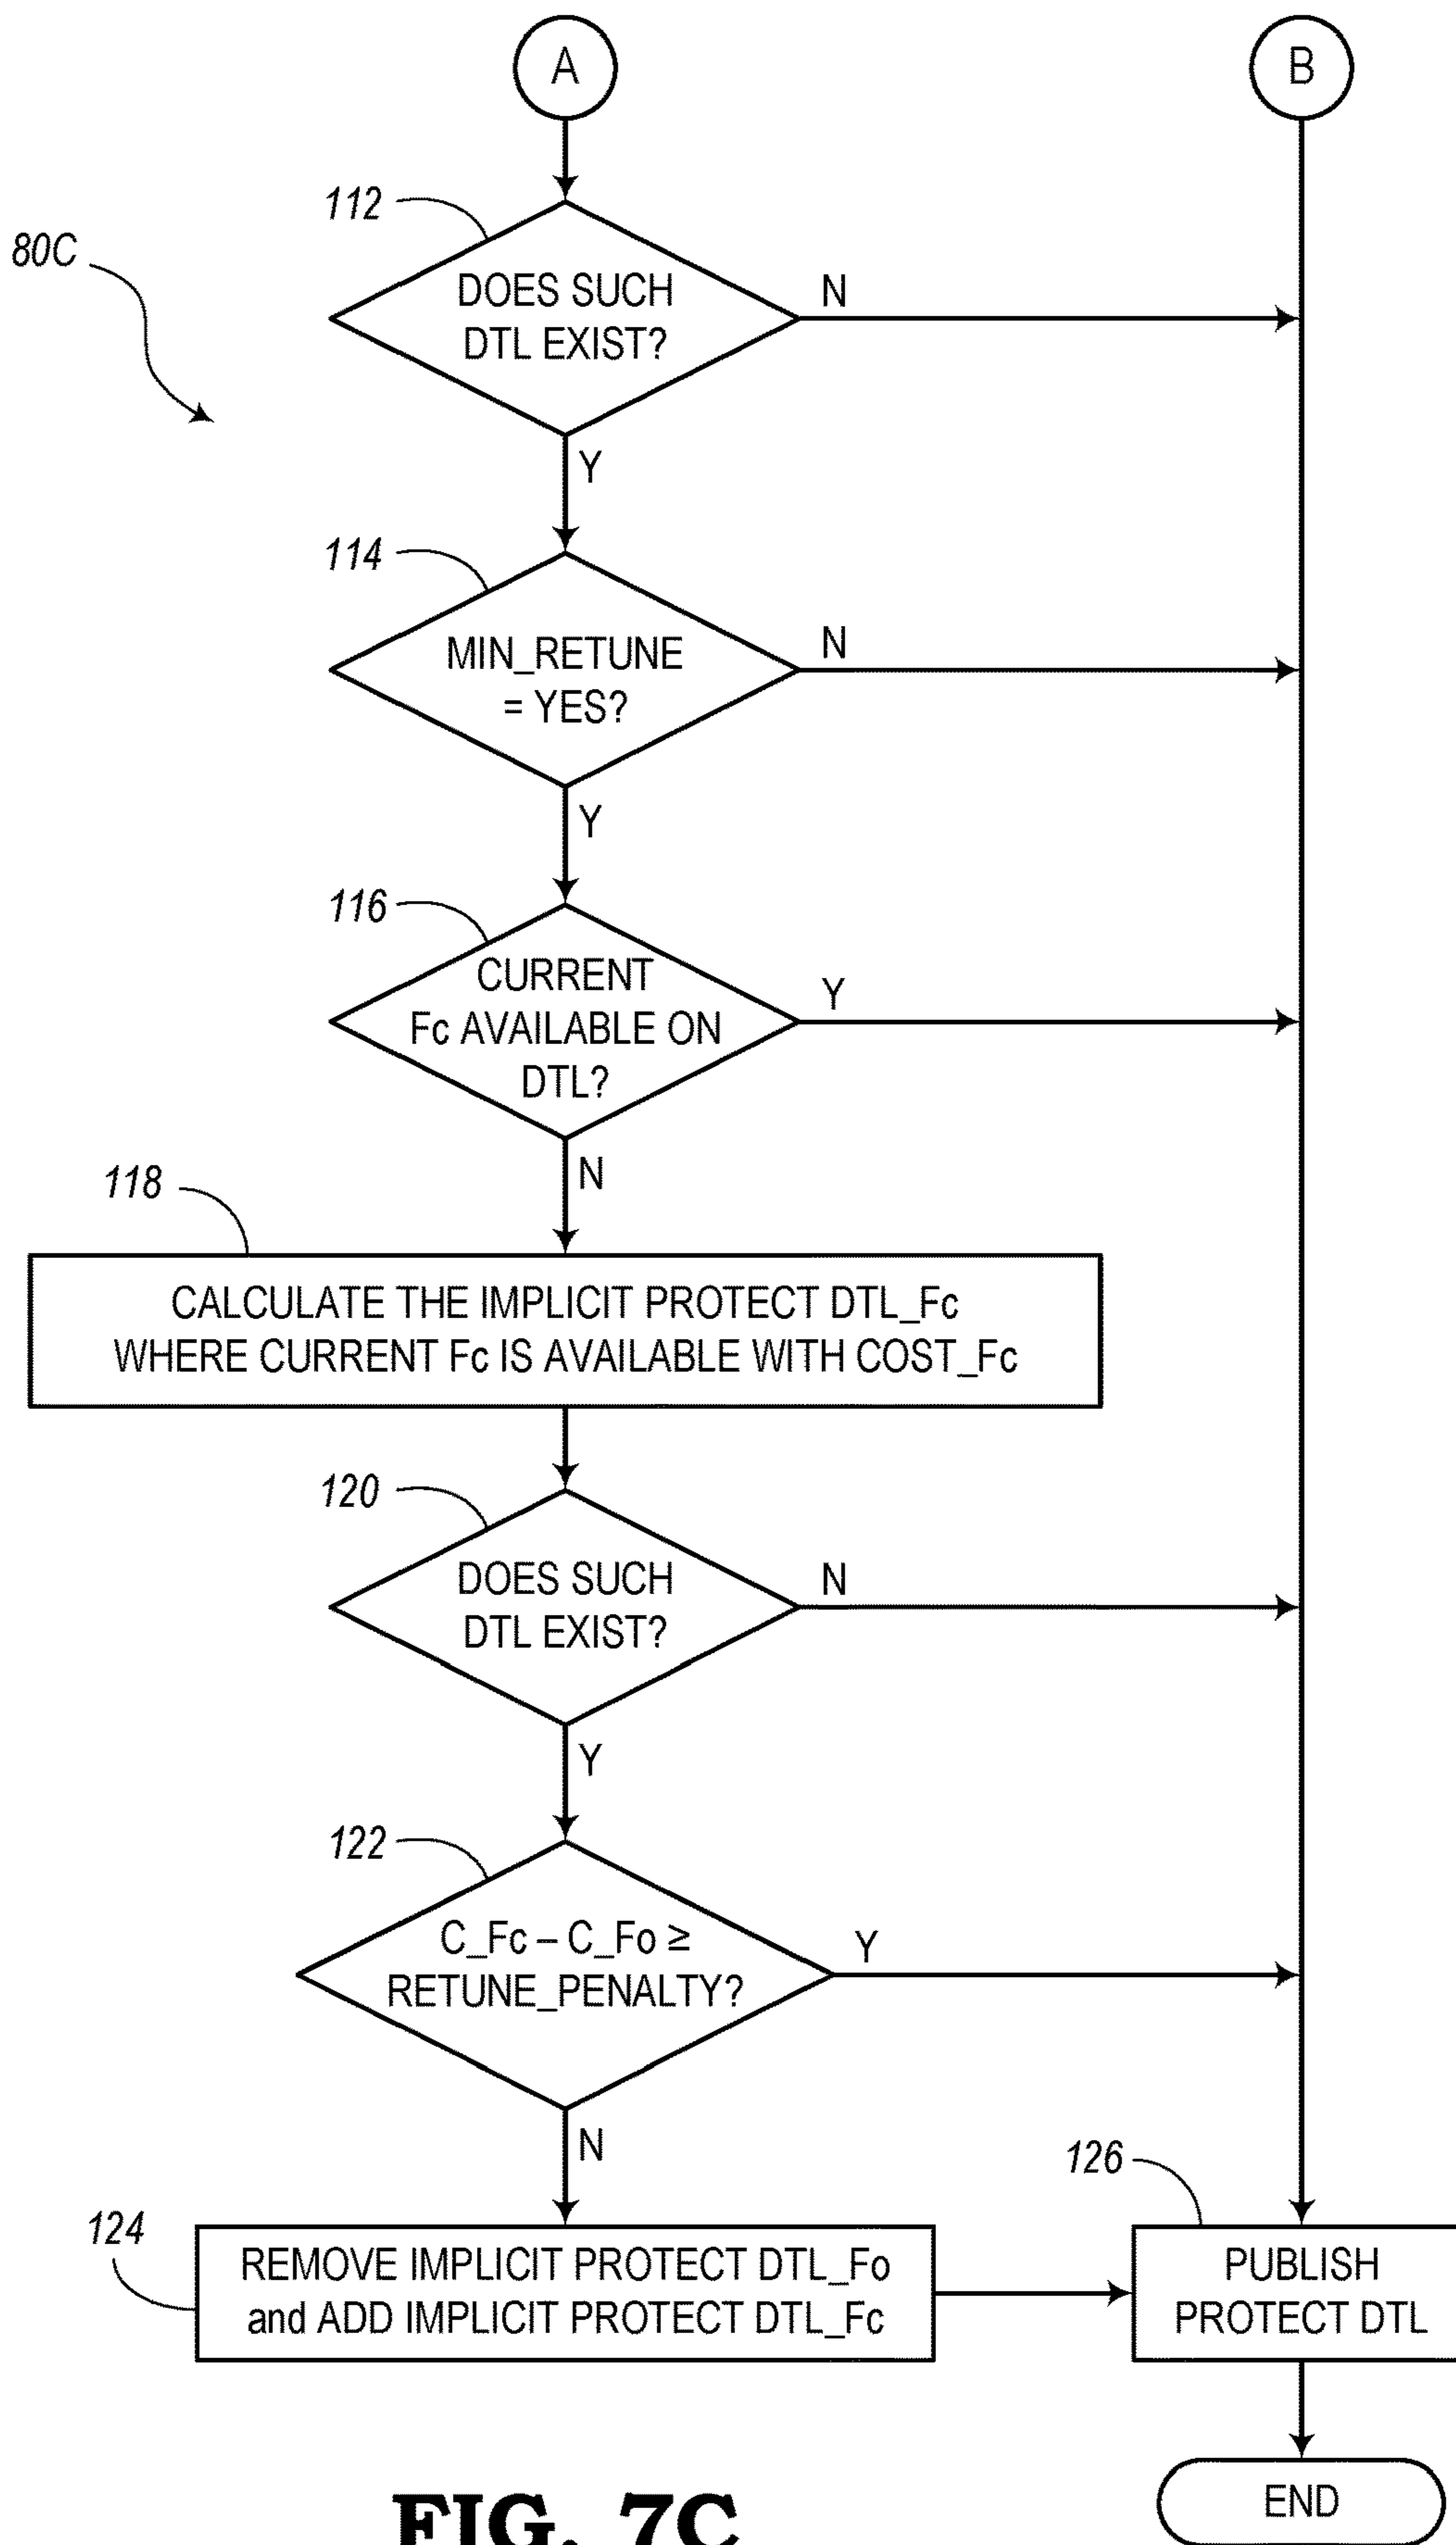 A
B
112
80C
DOES SUCH
DTL EXIST?
N
Y
114
MIN_RETUNE
= YES?
N
Y
116
CURRENT
Fc AVAILABLE ON
DTL?
Y
N
118
CALCULATE THE IMPLICIT PROTECT DTL_Fc
WHERE CURRENT Fc IS AVAILABLE WITH COST_Fc
120
DOES SUCH
DTL EXIST?
N
Y
122
C_Fc – C_Fo ≥
RETUNE_PENALTY?
Y
N
126
124
REMOVE IMPLICIT PROTECT DTL_Fo
and ADD IMPLICIT PROTECT DTL_Fc
PUBLISH
PROTECT DTL
END
FIG. 7C